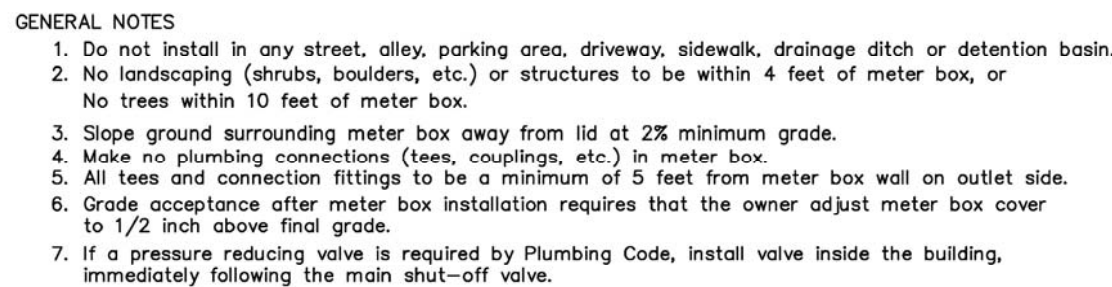 GENERAL NOTES
1. Do not install in any street, alley, parking area, driveway, sidewalk, drainage ditch or detention basin.
2. No landscaping (shrubs, boulders, etc.) or structures to be within 4 feet of meter box, or
No trees within 10 feet of meter box.
3. Slope ground surrounding meter box away from lid at 2% minimum grade.
4. Make no plumbing connections (tees, couplings, etc.) in meter box.
5. All tees and connection fittings to be a minimum of 5 feet from meter box wall on outlet side.
6. Grade acceptance after meter box installation requires that the owner adjust meter box cover
to 1/2 inch above final grade.
7. If a pressure reducing valve is required by Plumbing Code, install valve inside the building,
immediately following the main shut-off valve.